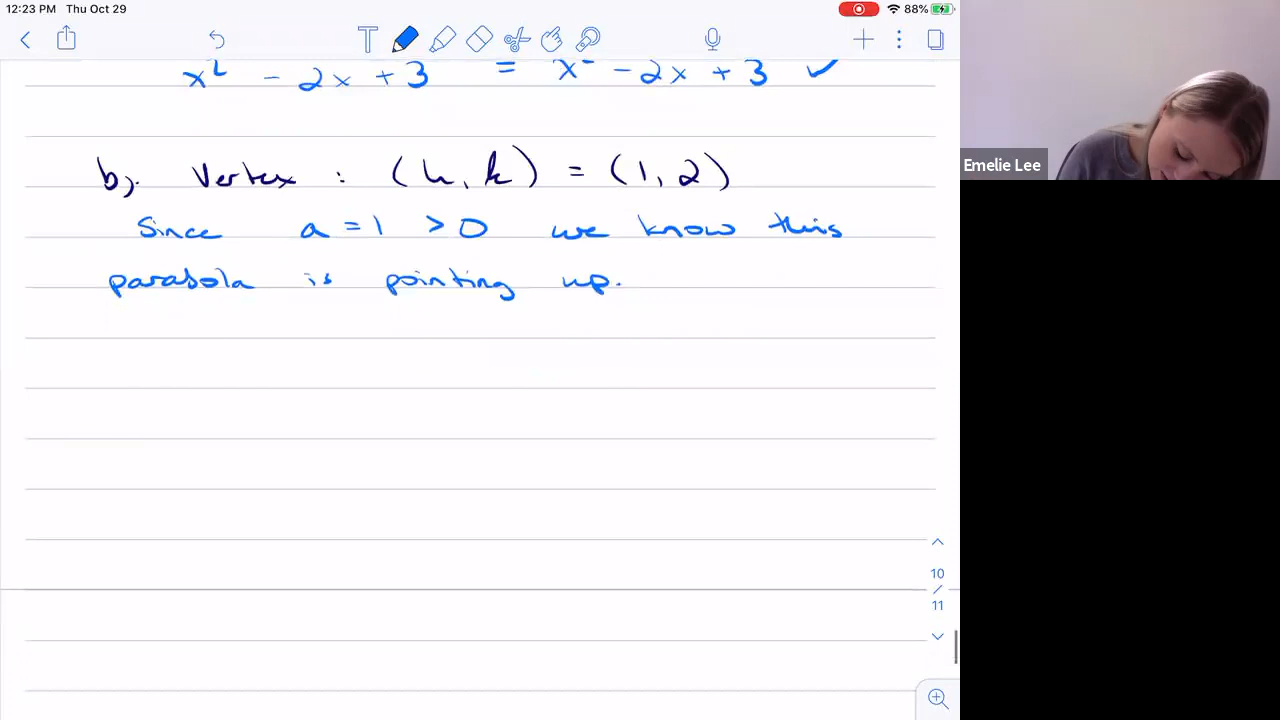 12:23 PM Thu Oct 29
88%
x² - 2x + 3 = x² - 2x + 3 ✓
Emelie Lee
b). Vertex : (h, k) = (1, 2)
Since a = 1 > 0 we know this
parabola is pointing up.
10
/
11